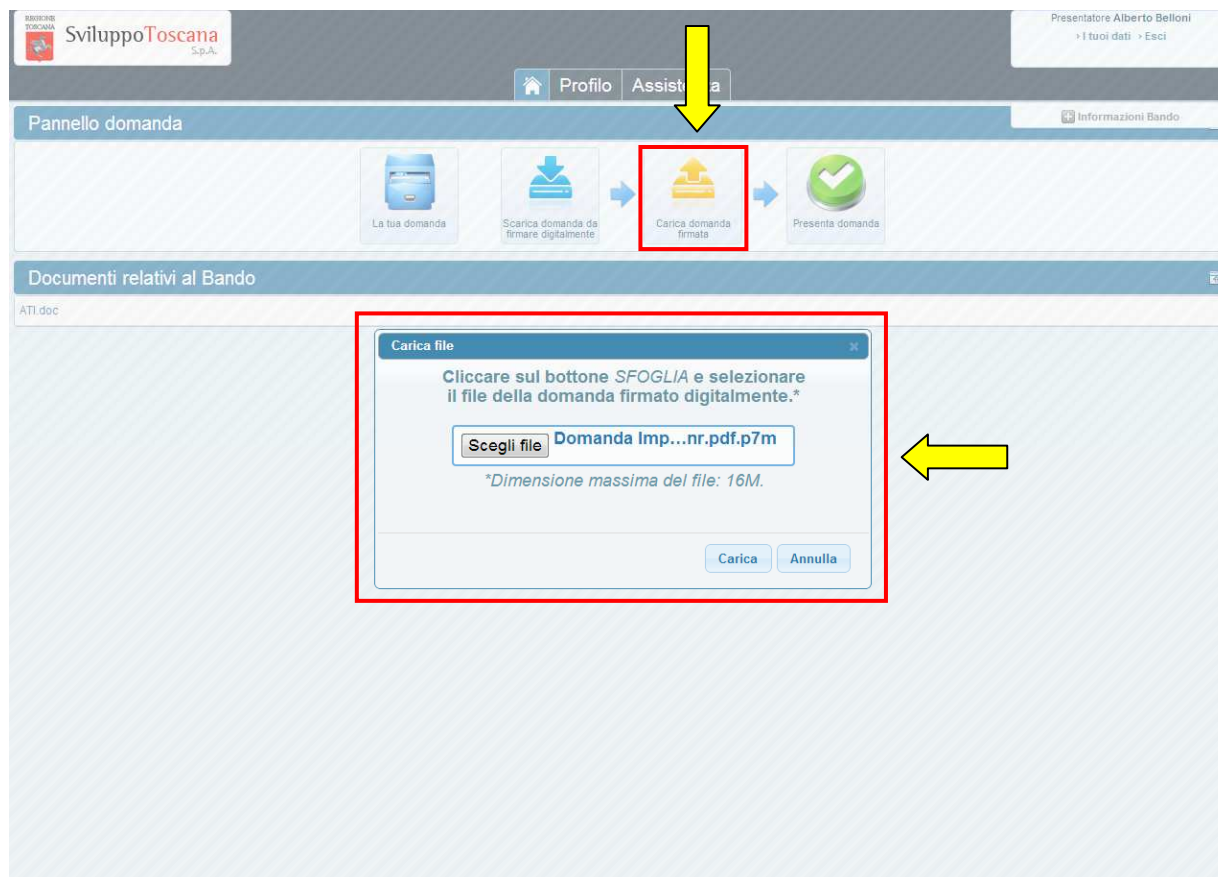 REGIONE
TOSCANA
SviluppoToscana
S.p.A.
Presentatore Alberto Belloni
› I tuoi dati › Esci
Profilo
Informazioni Bando
Pannello domanda
La tua domanda
Scarica domanda da
firmare digitalmente
Carica domanda
firmata
Presenta domanda
Documenti relativi al Bando
ATI.doc
Carica file
Cliccare sul bottone SFOGLIA e selezionare
il file della domanda firmato digitalmente.*
Scegli file Domanda Imp...nr.pdf.p7m
*Dimensione massima del file: 16M.
Carica Annulla